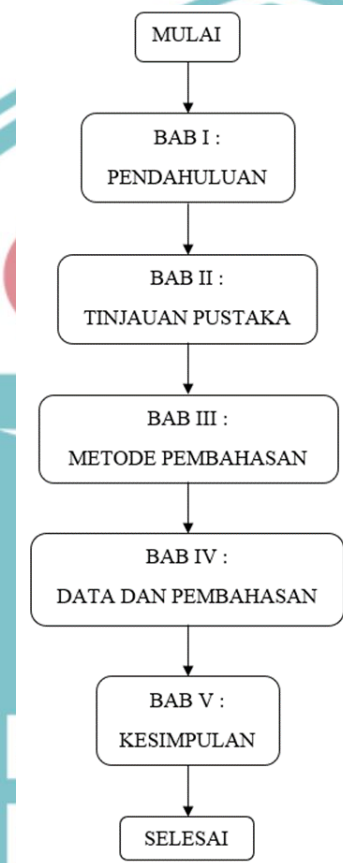 MULAI
BAB I :
PENDAHULUAN
BAB II :
TINJAUAN PUSTAKA
BAB III :
METODE PEMBAHASAN
BAB IV :
DATA DAN PEMBAHASAN
BAB V :
KESIMPULAN
SELESAI